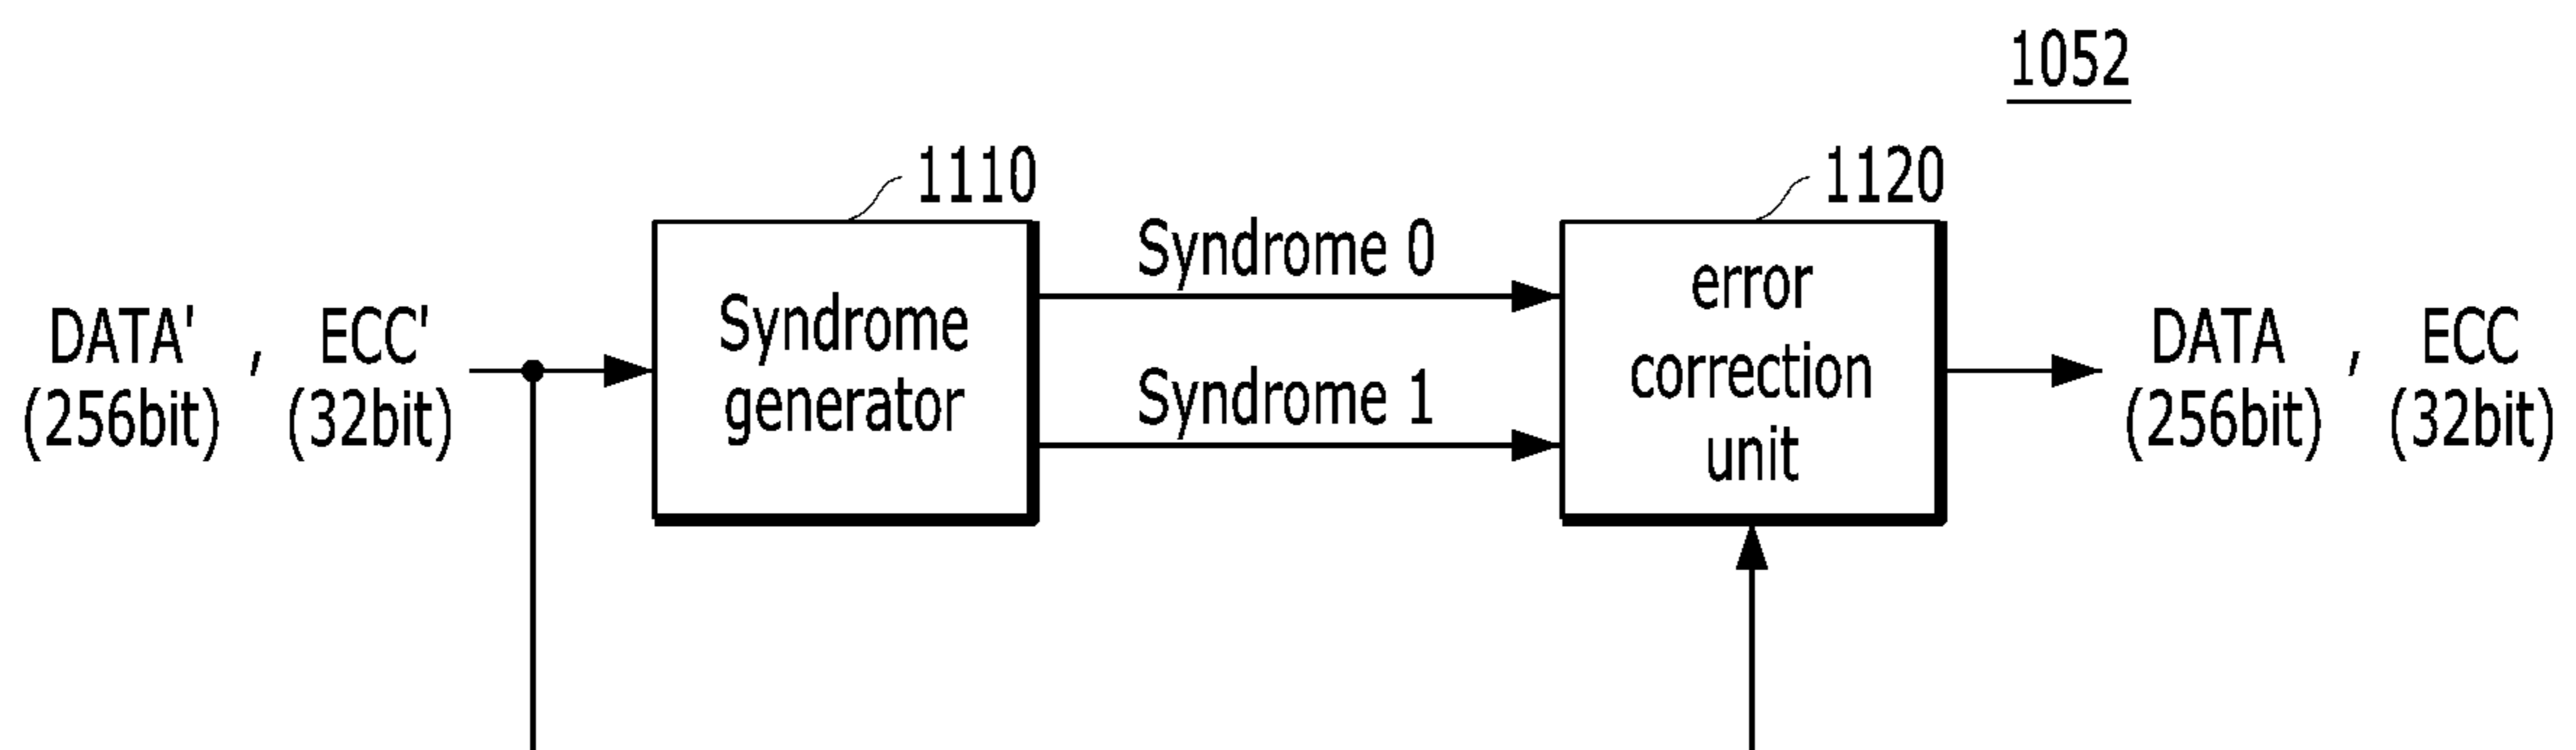 1052
1110
1120
Syndrome 0
Syndrome 1
Syndrome
generator
error
correction
unit
DATA' , ECC'
(256bit) (32bit)
DATA , ECC
(256bit) (32bit)